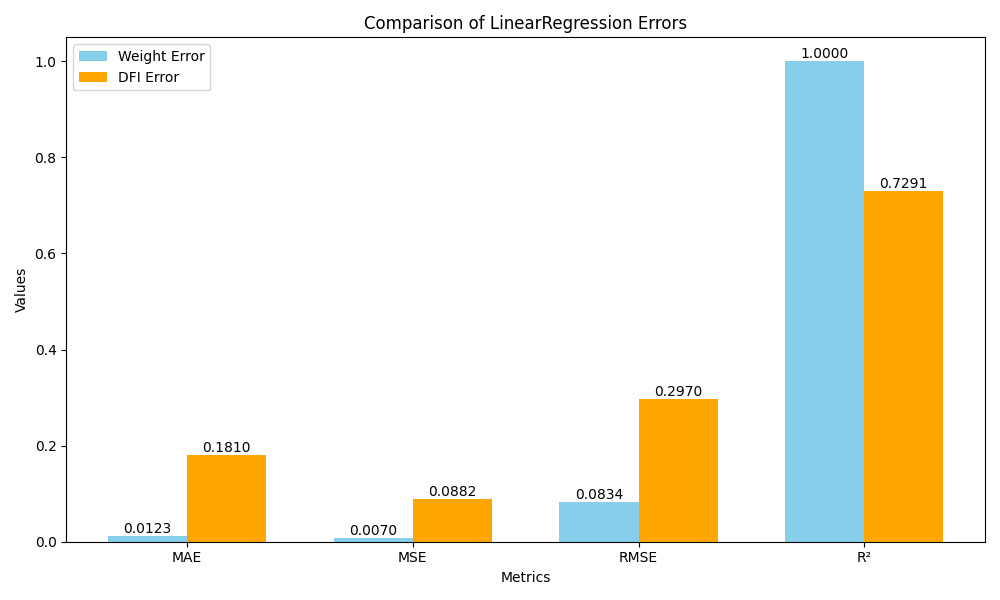 Comparison of LinearRegression Errors
Weight Error
DFI Error
Values
1.0
0.8
0.6
0.4
0.2
0.0
0.0123
0.1810
0.0070
0.0882
0.0834
0.2970
1.0000
0.7291
MAE
MSE
RMSE
R²
Metrics